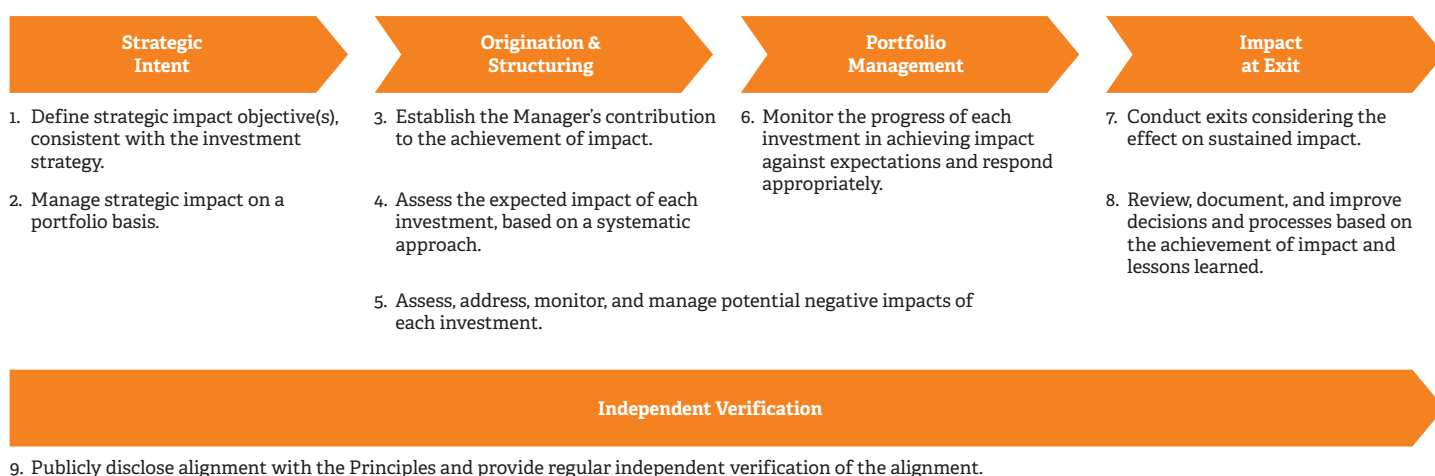 Strategic
Intent
Origination &
Structuring
Portfolio
Management
Impact
at Exit
1. Define strategic impact objective(s),
consistent with the investment
strategy.
2. Manage strategic impact on a
portfolio basis.
3. Establish the Manager's contribution
to the achievement of impact.
4. Assess the expected impact of each
investment, based on a systematic
approach.
5. Assess, address, monitor, and manage potential negative impacts of
each investment.
6. Monitor the progress of each
investment in achieving impact
against expectations and respond
appropriately.
7. Conduct exits considering the
effect on sustained impact.
8. Review, document, and improve
decisions and processes based on
the achievement of impact and
lessons learned.
Independent Verification
9. Publicly disclose alignment with the Principles and provide regular independent verification of the alignment.